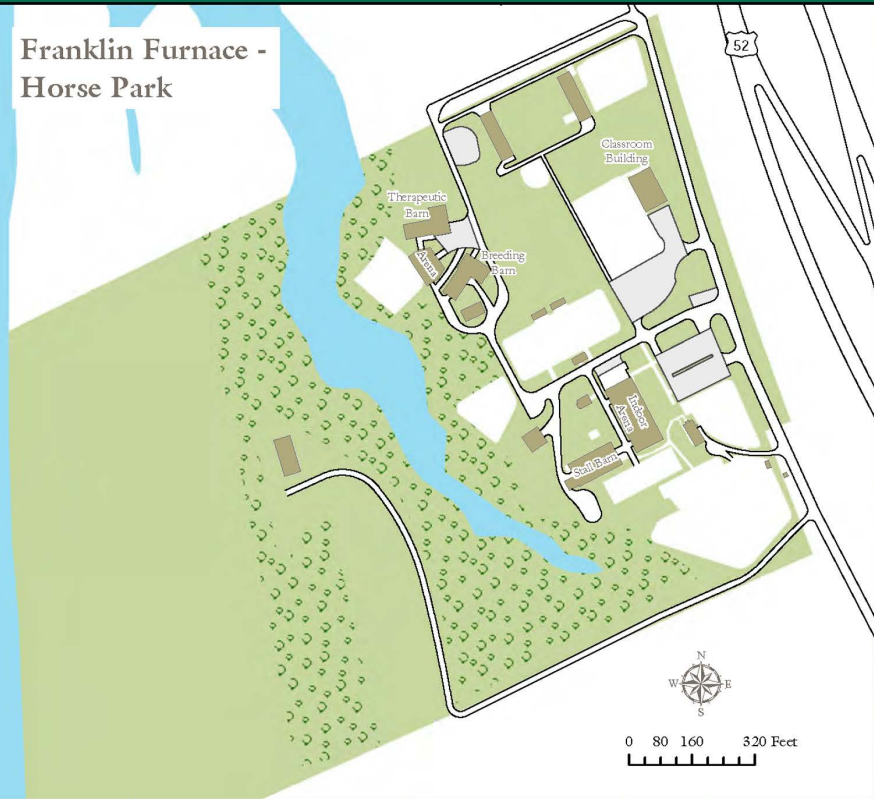 Franklin Furnace -
Horse Park
52
Classroom
Building
Therapeutic
Barn
Arena
Breeding
Barn
Indoor
Arena
Stall Barn
N
W
E
S
0 80 160 320 Feet